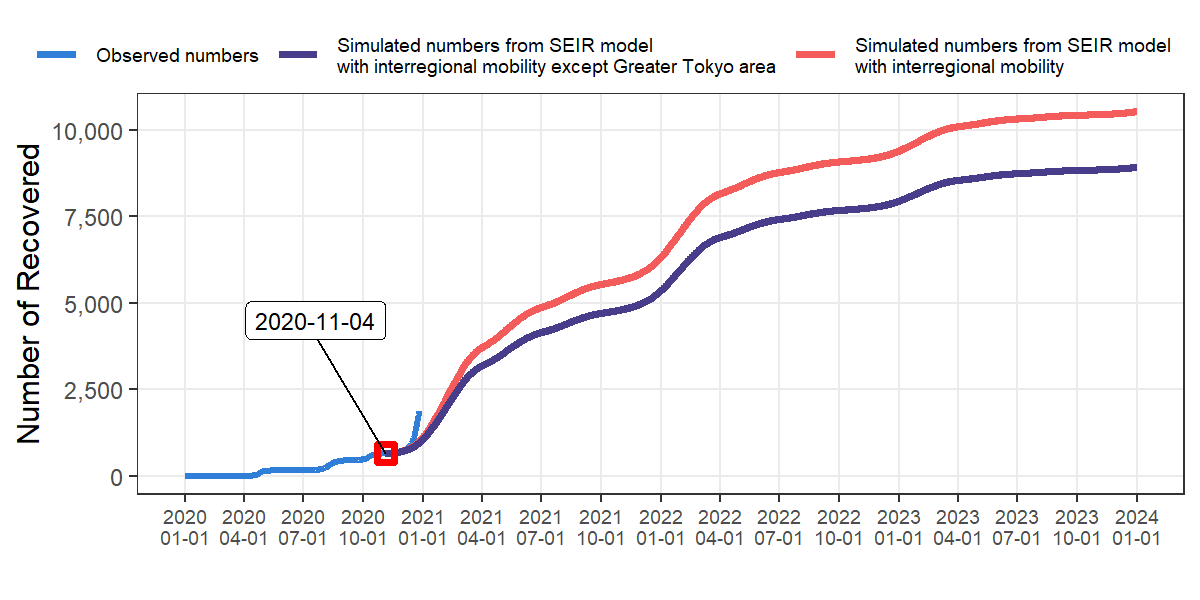 Observed numbers
Simulated numbers from SEIR model
with interregional mobility except Greater Tokyo area
Simulated numbers from SEIR model
with interregional mobility
Number of Recovered
10,000
7,500
5,000
2,500
0
2020-11-04
2020 2020 2020 2020 2021 2021 2021 2021 2022 2022 2022 2022 2023 2023 2023 2023 2024
01-01 04-01 07-01 10-01 01-01 04-01 07-01 10-01 01-01 04-01 07-01 10-01 01-01 04-01 07-01 10-01 01-01